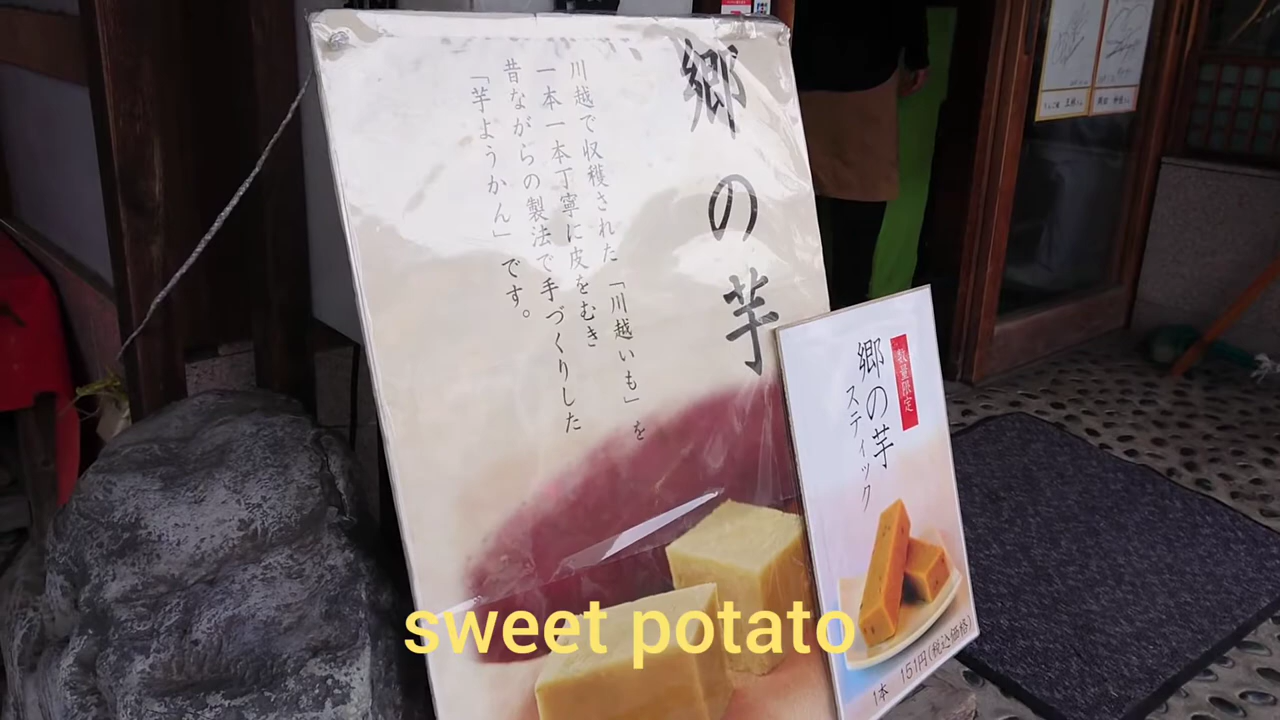 郷の芋
川越で収穫された「川越いも」を
一本一本丁寧に皮をむき
昔ながらの製法で手づくりした
「芋ようかん」です。
数量限定
郷の芋
スティック
1本 151円(税込価格)
sweet potato